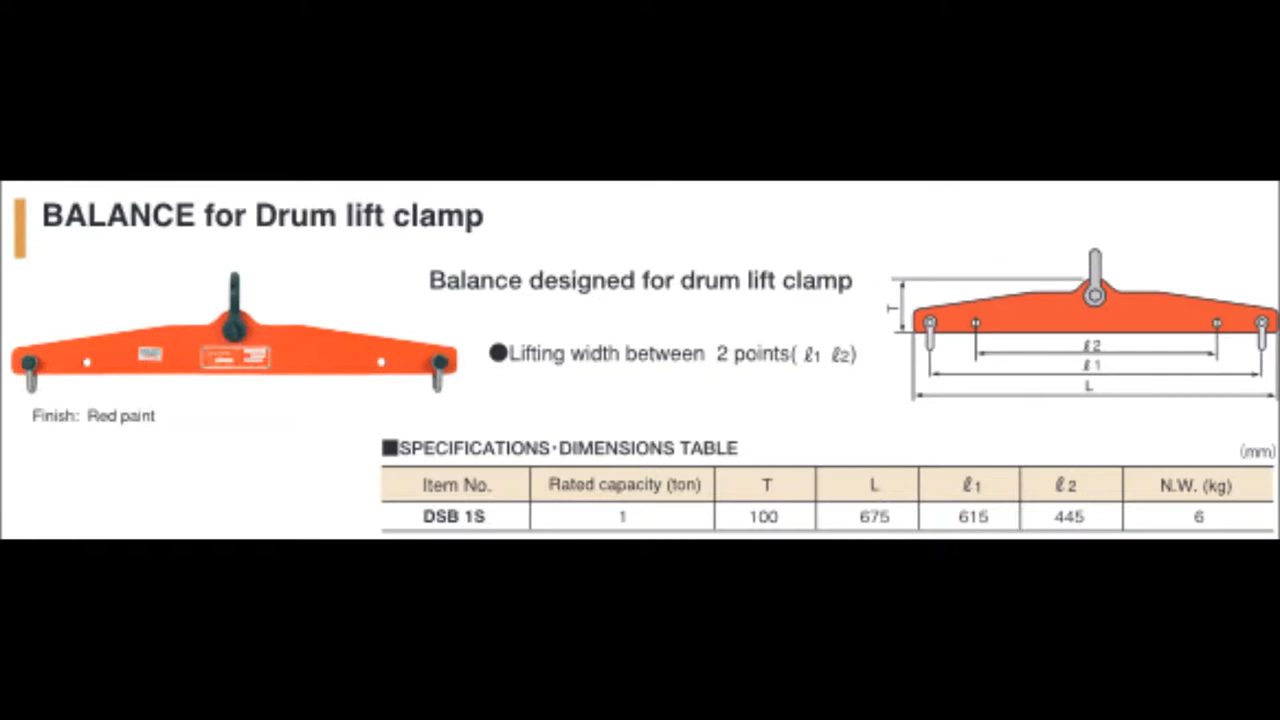 BALANCE for Drum lift clamp
Balance designed for drum lift clamp
●Lifting width between 2 points( ℓ1 ℓ2)
T
ℓ2
ℓ1
L
Finish: Red paint
■SPECIFICATIONS・DIMENSIONS TABLE
(mm)
Item No. Rated capacity (ton) T L ℓ1 ℓ2 N.W. (kg)
DSB 1S 1 100 675 615 445 6